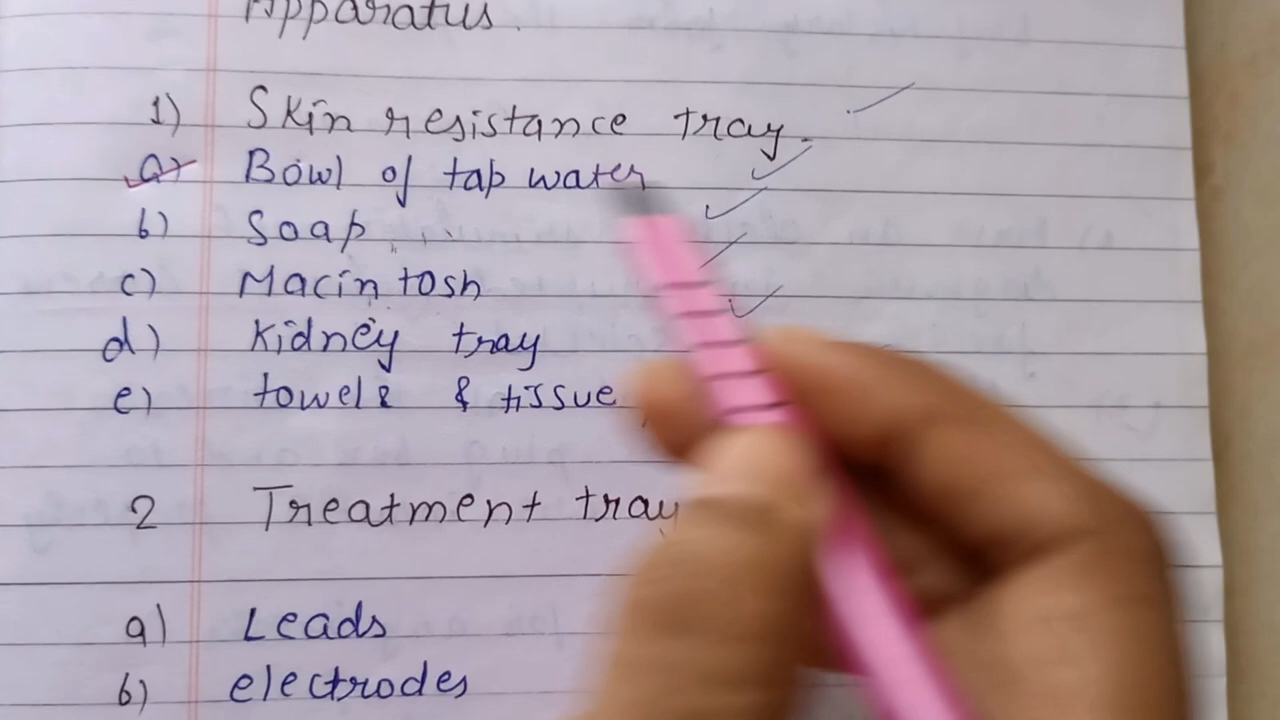 Apparatus.
1) Skin resistance tray.
a) Bowl of tap water
b) Soap
c) Macintosh
d) Kidney tray
e) towel & tissue
2 Treatment tray
a) Leads
b) electrodes